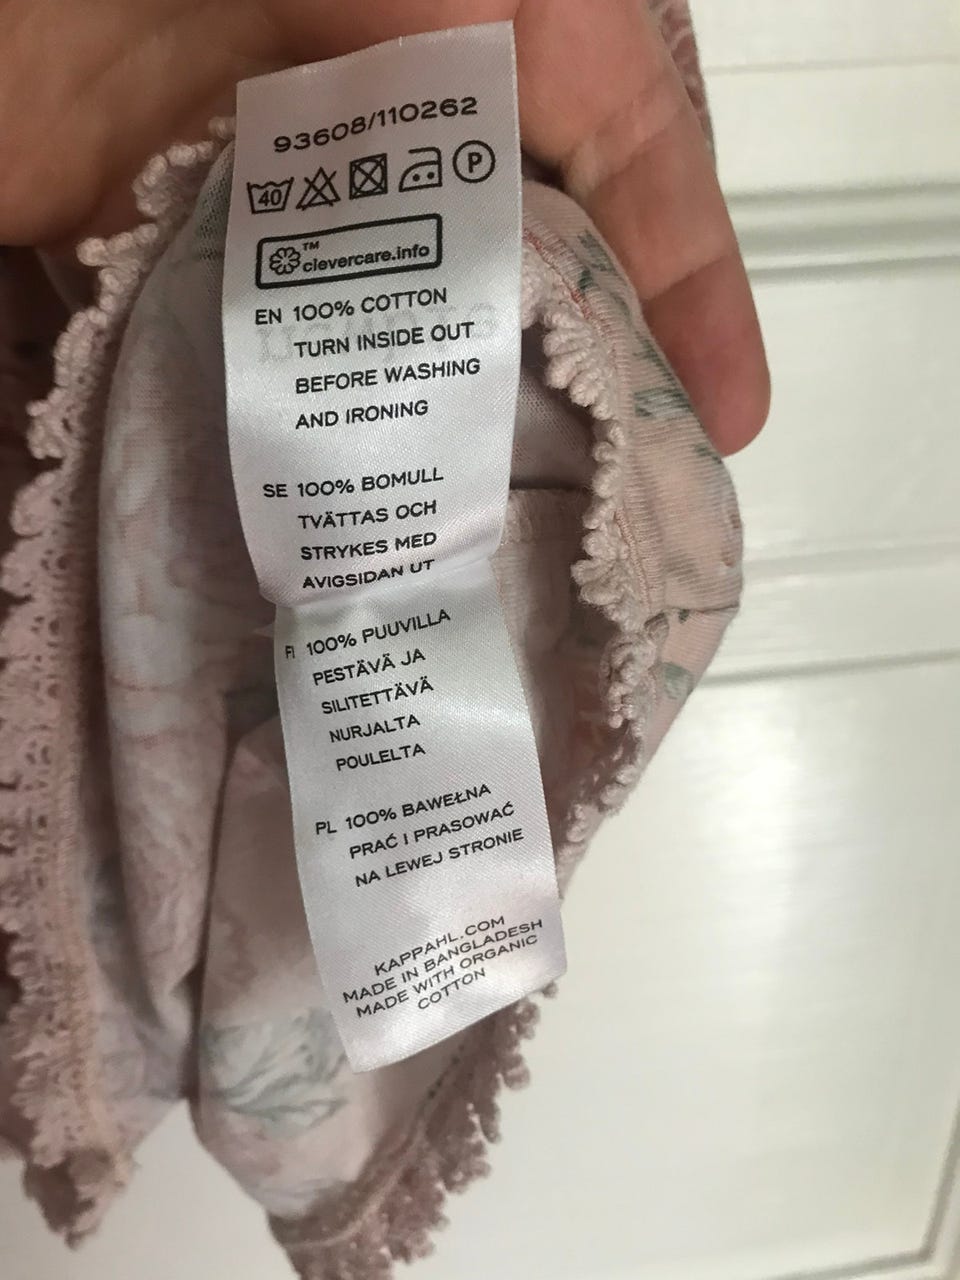 93608/110262
40 P
™ clevercare.info
EN 100% COTTON
TURN INSIDE OUT
BEFORE WASHING
AND IRONING
SE 100% BOMULL
TVÄTTAS OCH
STRYKES MED
AVIGSIDAN UT
FI 100% PUUVILLA
PESTÄVÄ JA
SILITETTÄVÄ
NURJALTA
POULELTA
PL 100% BAWEŁNA
PRAĆ I PRASOWAĆ
NA LEWEJ STRONIE
KAPPAHL.COM
MADE IN BANGLADESH
MADE WITH ORGANIC
COTTON